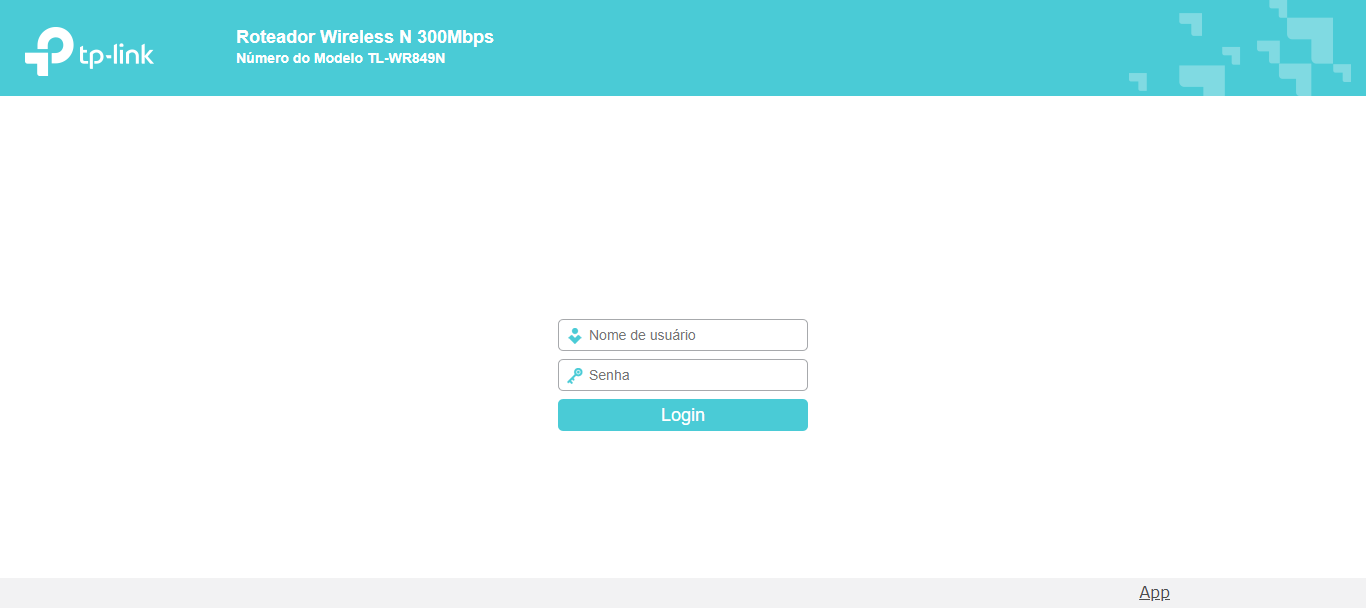 tp-link
Roteador Wireless N 300Mbps
Número do Modelo TL-WR849N
Nome de usuário
Senha
Login
App